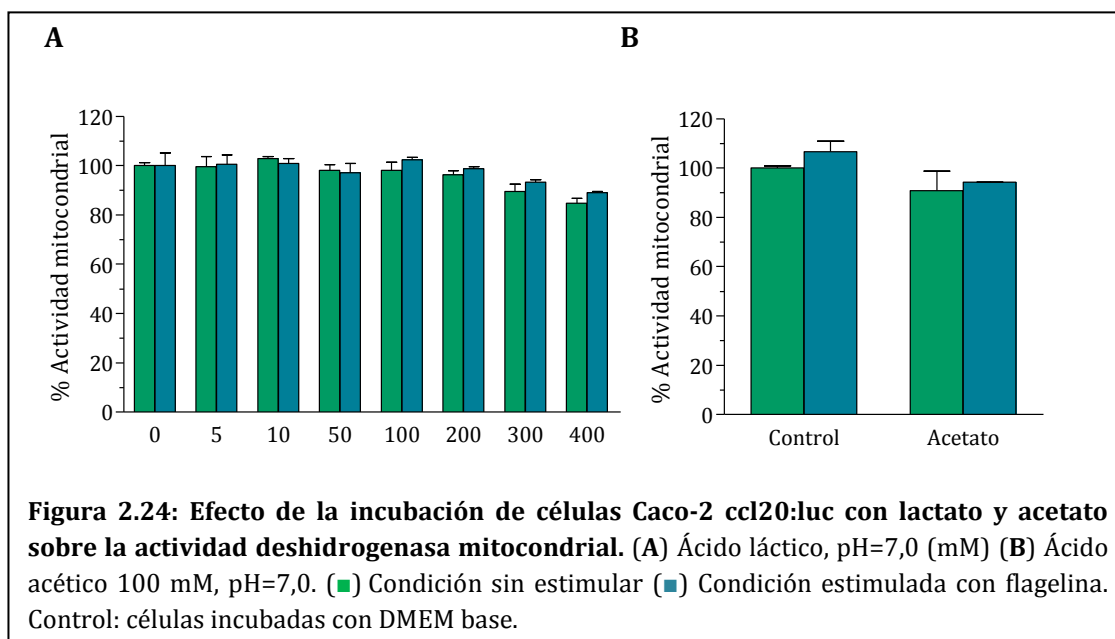 A
B
% Actividad mitocondrial
120
100
80
60
40
20
0
0 5 10 50 100 200 300 400
% Actividad mitocondrial
120
100
80
60
40
20
0
Control Acetato
Figura 2.24: Efecto de la incubación de células Caco-2 ccl20:luc con lactato y acetato
sobre la actividad deshidrogenasa mitocondrial. (A) Ácido láctico, pH=7,0 (mM) (B) Ácido
acético 100 mM, pH=7,0. (■) Condición sin estimular (■) Condición estimulada con flagelina.
Control: células incubadas con DMEM base.